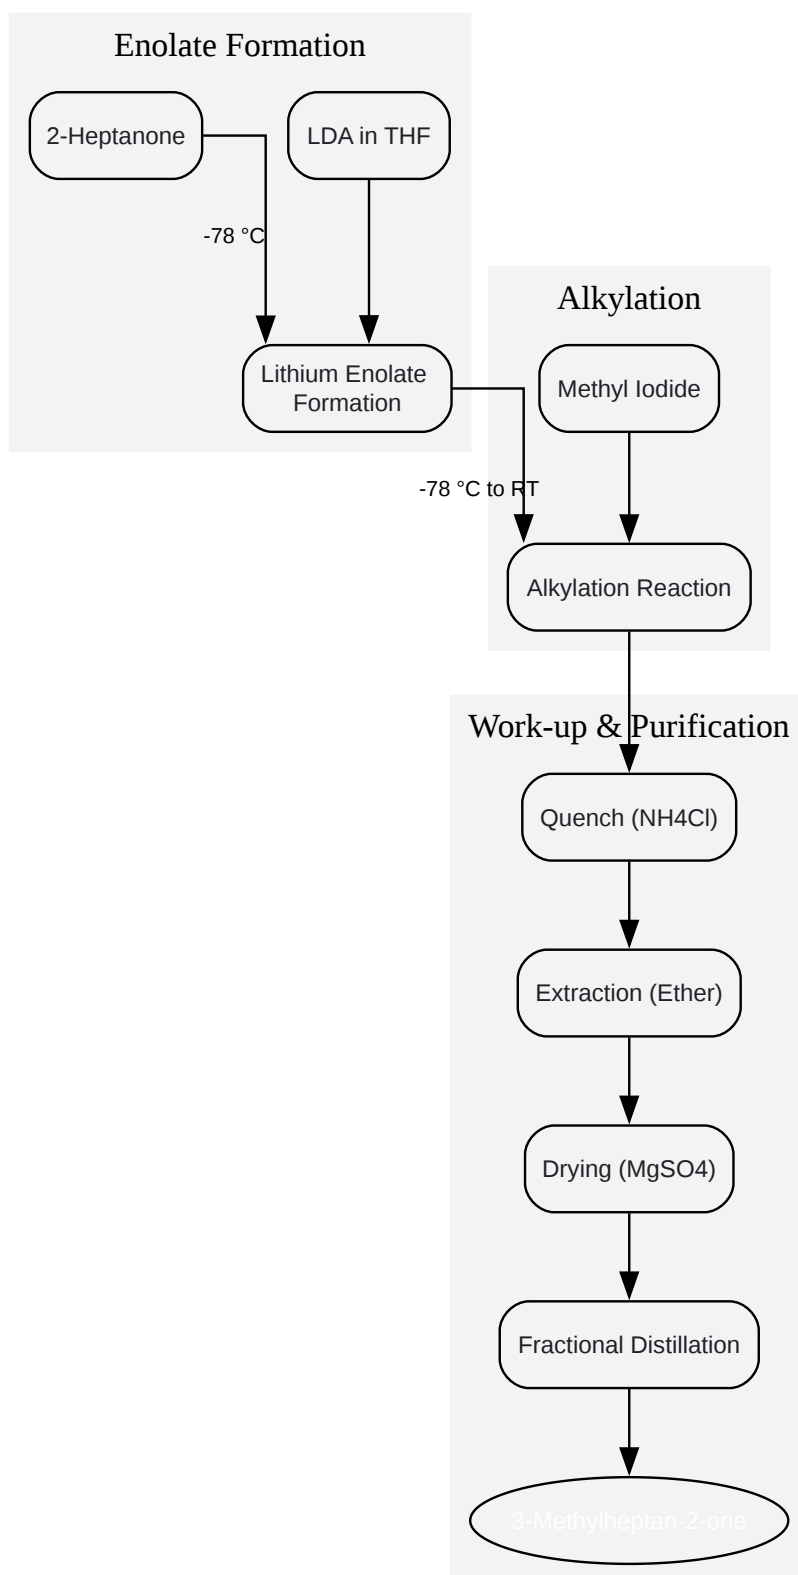 Enolate Formation
2-Heptanone
LDA in THF
-78 °C
Lithium Enolate
Formation
Alkylation
Methyl Iodide
-78 °C to RT
Alkylation Reaction
Work-up & Purification
Quench (NH4Cl)
Extraction (Ether)
Drying (MgSO4)
Fractional Distillation
3-Methylheptan-2-one